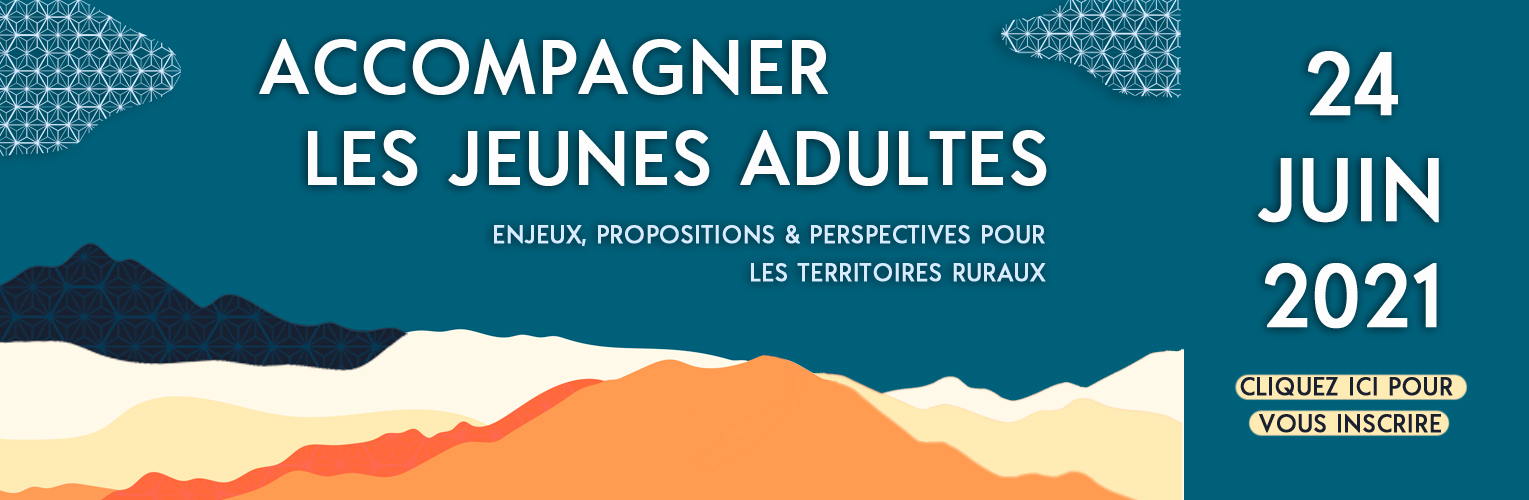 ACCOMPAGNER
LES JEUNES ADULTES
ENJEUX, PROPOSITIONS & PERSPECTIVES POUR
LES TERRITOIRES RURAUX
24
JUIN
2021
CLIQUEZ ICI POUR
VOUS INSCRIRE